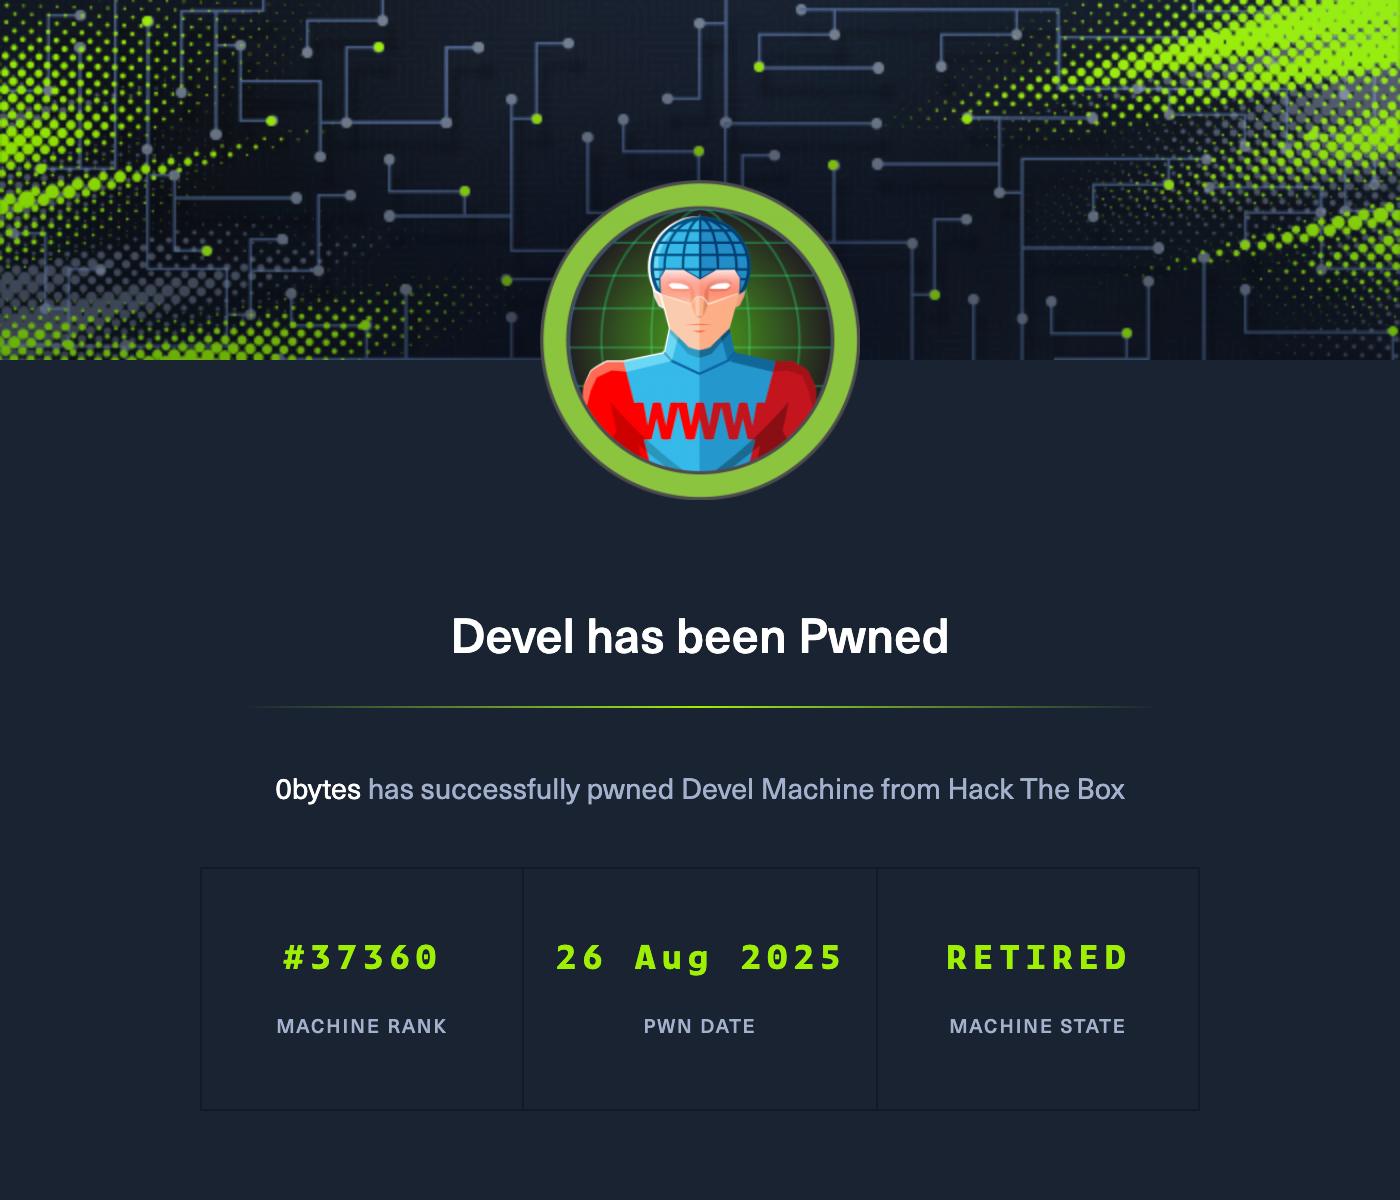 WWW
Devel has been Pwned
0bytes has successfully pwned Devel Machine from Hack The Box
#37360
MACHINE RANK
26 Aug 2025
PWN DATE
RETIRED
MACHINE STATE